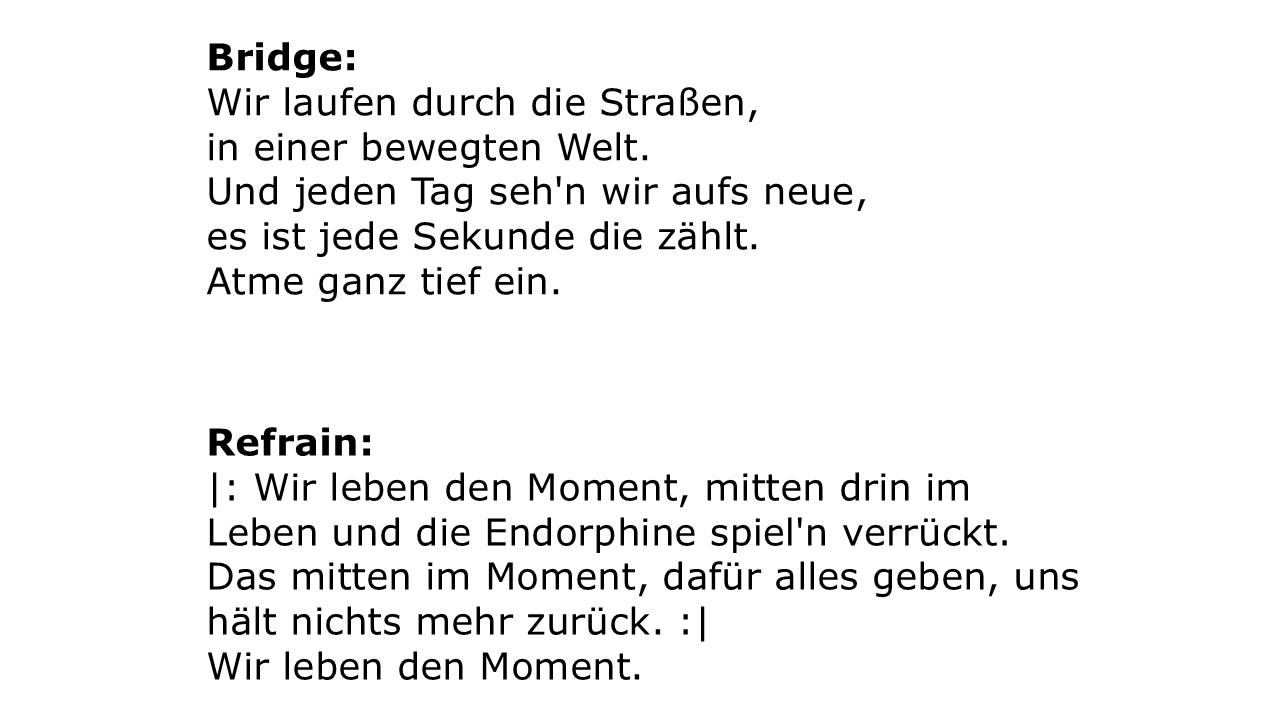 Bridge:
Wir laufen durch die Straßen,
in einer bewegten Welt.
Und jeden Tag seh'n wir aufs neue,
es ist jede Sekunde die zählt.
Atme ganz tief ein.
Refrain:
|: Wir leben den Moment, mitten drin im
Leben und die Endorphine spiel'n verrückt.
Das mitten im Moment, dafür alles geben, uns
hält nichts mehr zurück. :|
Wir leben den Moment.